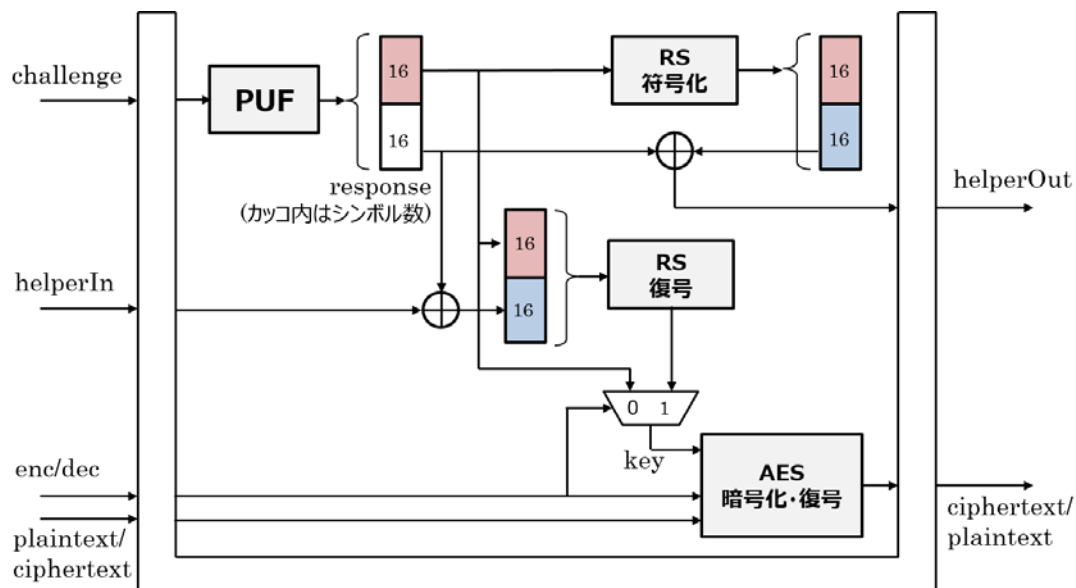 challenge
PUF
16
16
response
(カッコ内はシンボル数)
RS
符号化
16
16
helperOut
helperIn
16
16
RS
復号
0 1
key
enc/dec
plaintext/
ciphertext
AES
暗号化・復号
ciphertext/
plaintext